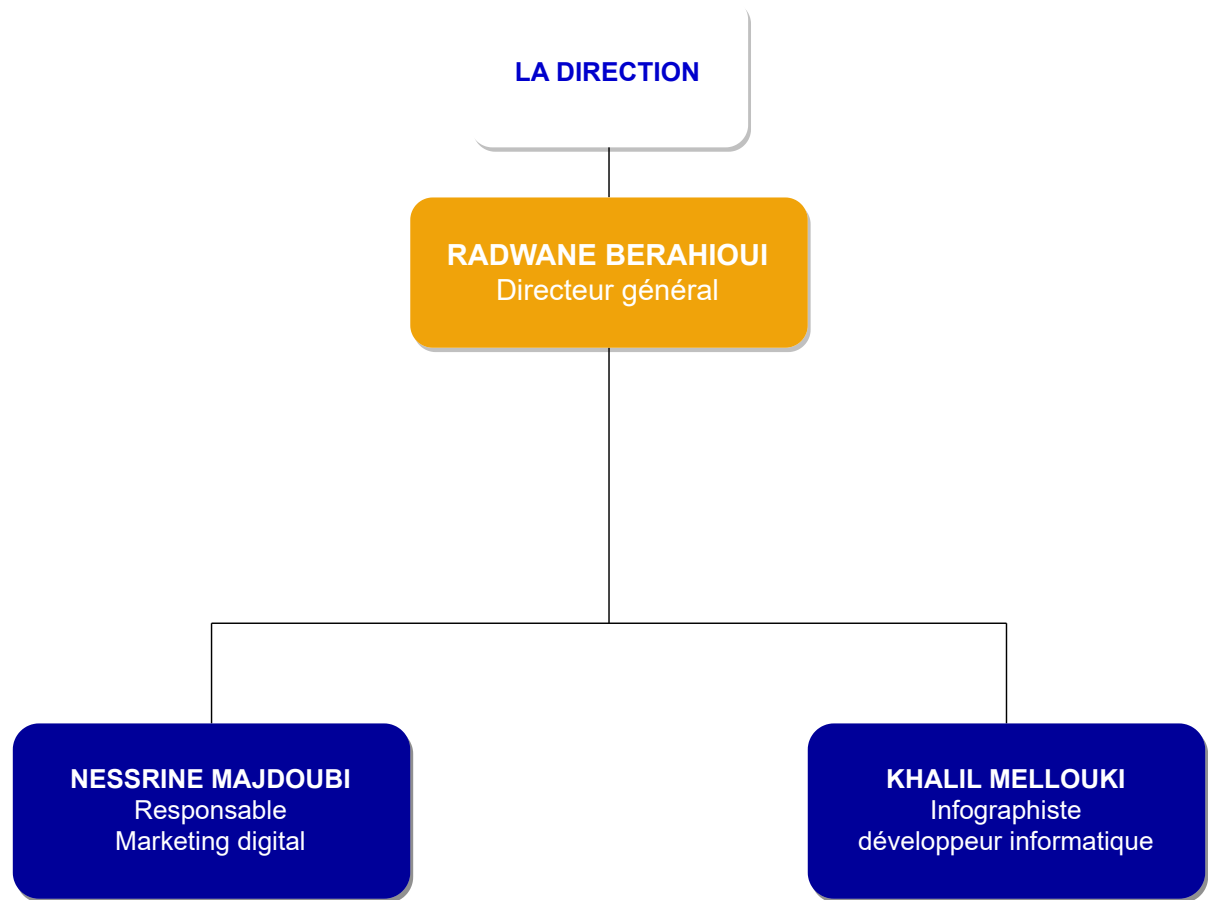 LA DIRECTION
RADWANE BERAHIOUI
Directeur général
NESSRINE MAJDOUBI
Responsable
Marketing digital
KHALIL MELLOUKI
Infographiste
développeur informatique